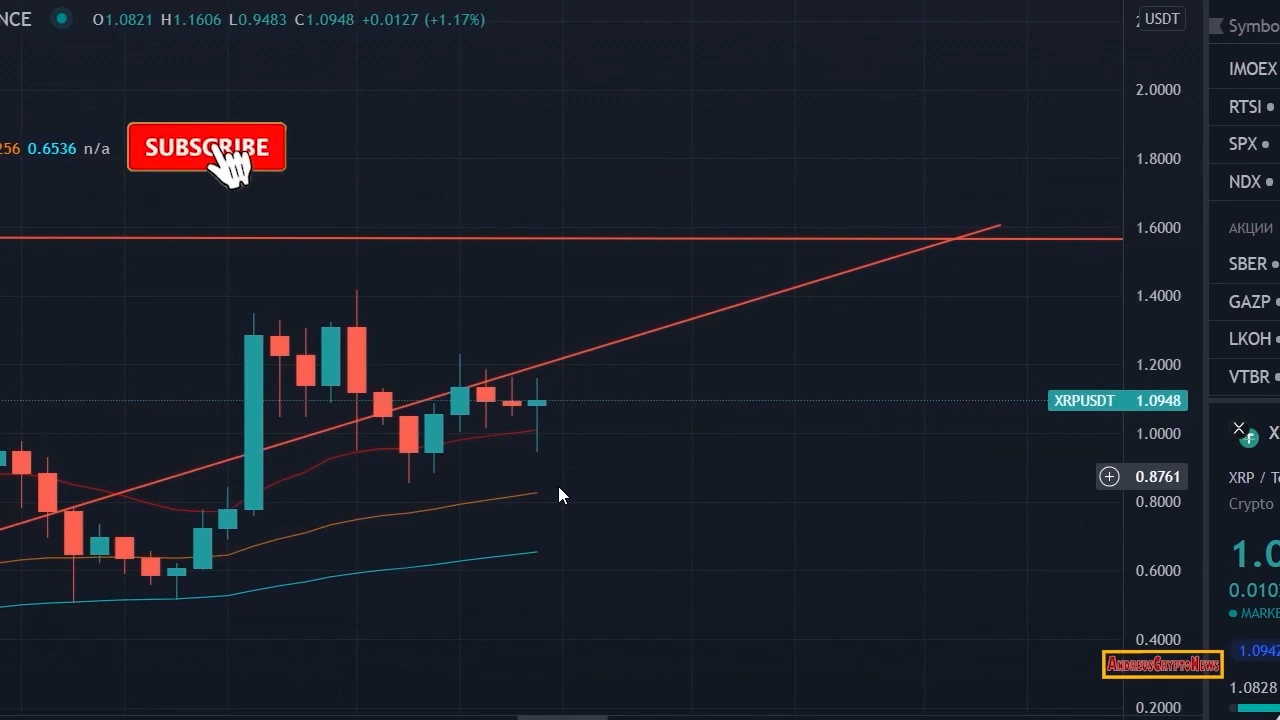 NCE O1.0821 H1.1606 L0.9483 C1.0948 +0.0127 (+1.17%)
USDT
Symbo
2.0000
IMOEX
RTSI
256 0.6536 n/a
SUBSCRIBE
1.8000
SPX
NDX
1.6000
АКЦИИ
SBER
1.4000
GAZP
LKOH
1.2000
VTBR
XRPUSDT 1.0948
1.0000
X
0.8761
XRP / Te
0.8000
Crypto
1.0
0.6000
0.010
MARKE
0.4000
1.0942
ANDREVSCRYPTONEWS
1.0828
0.2000